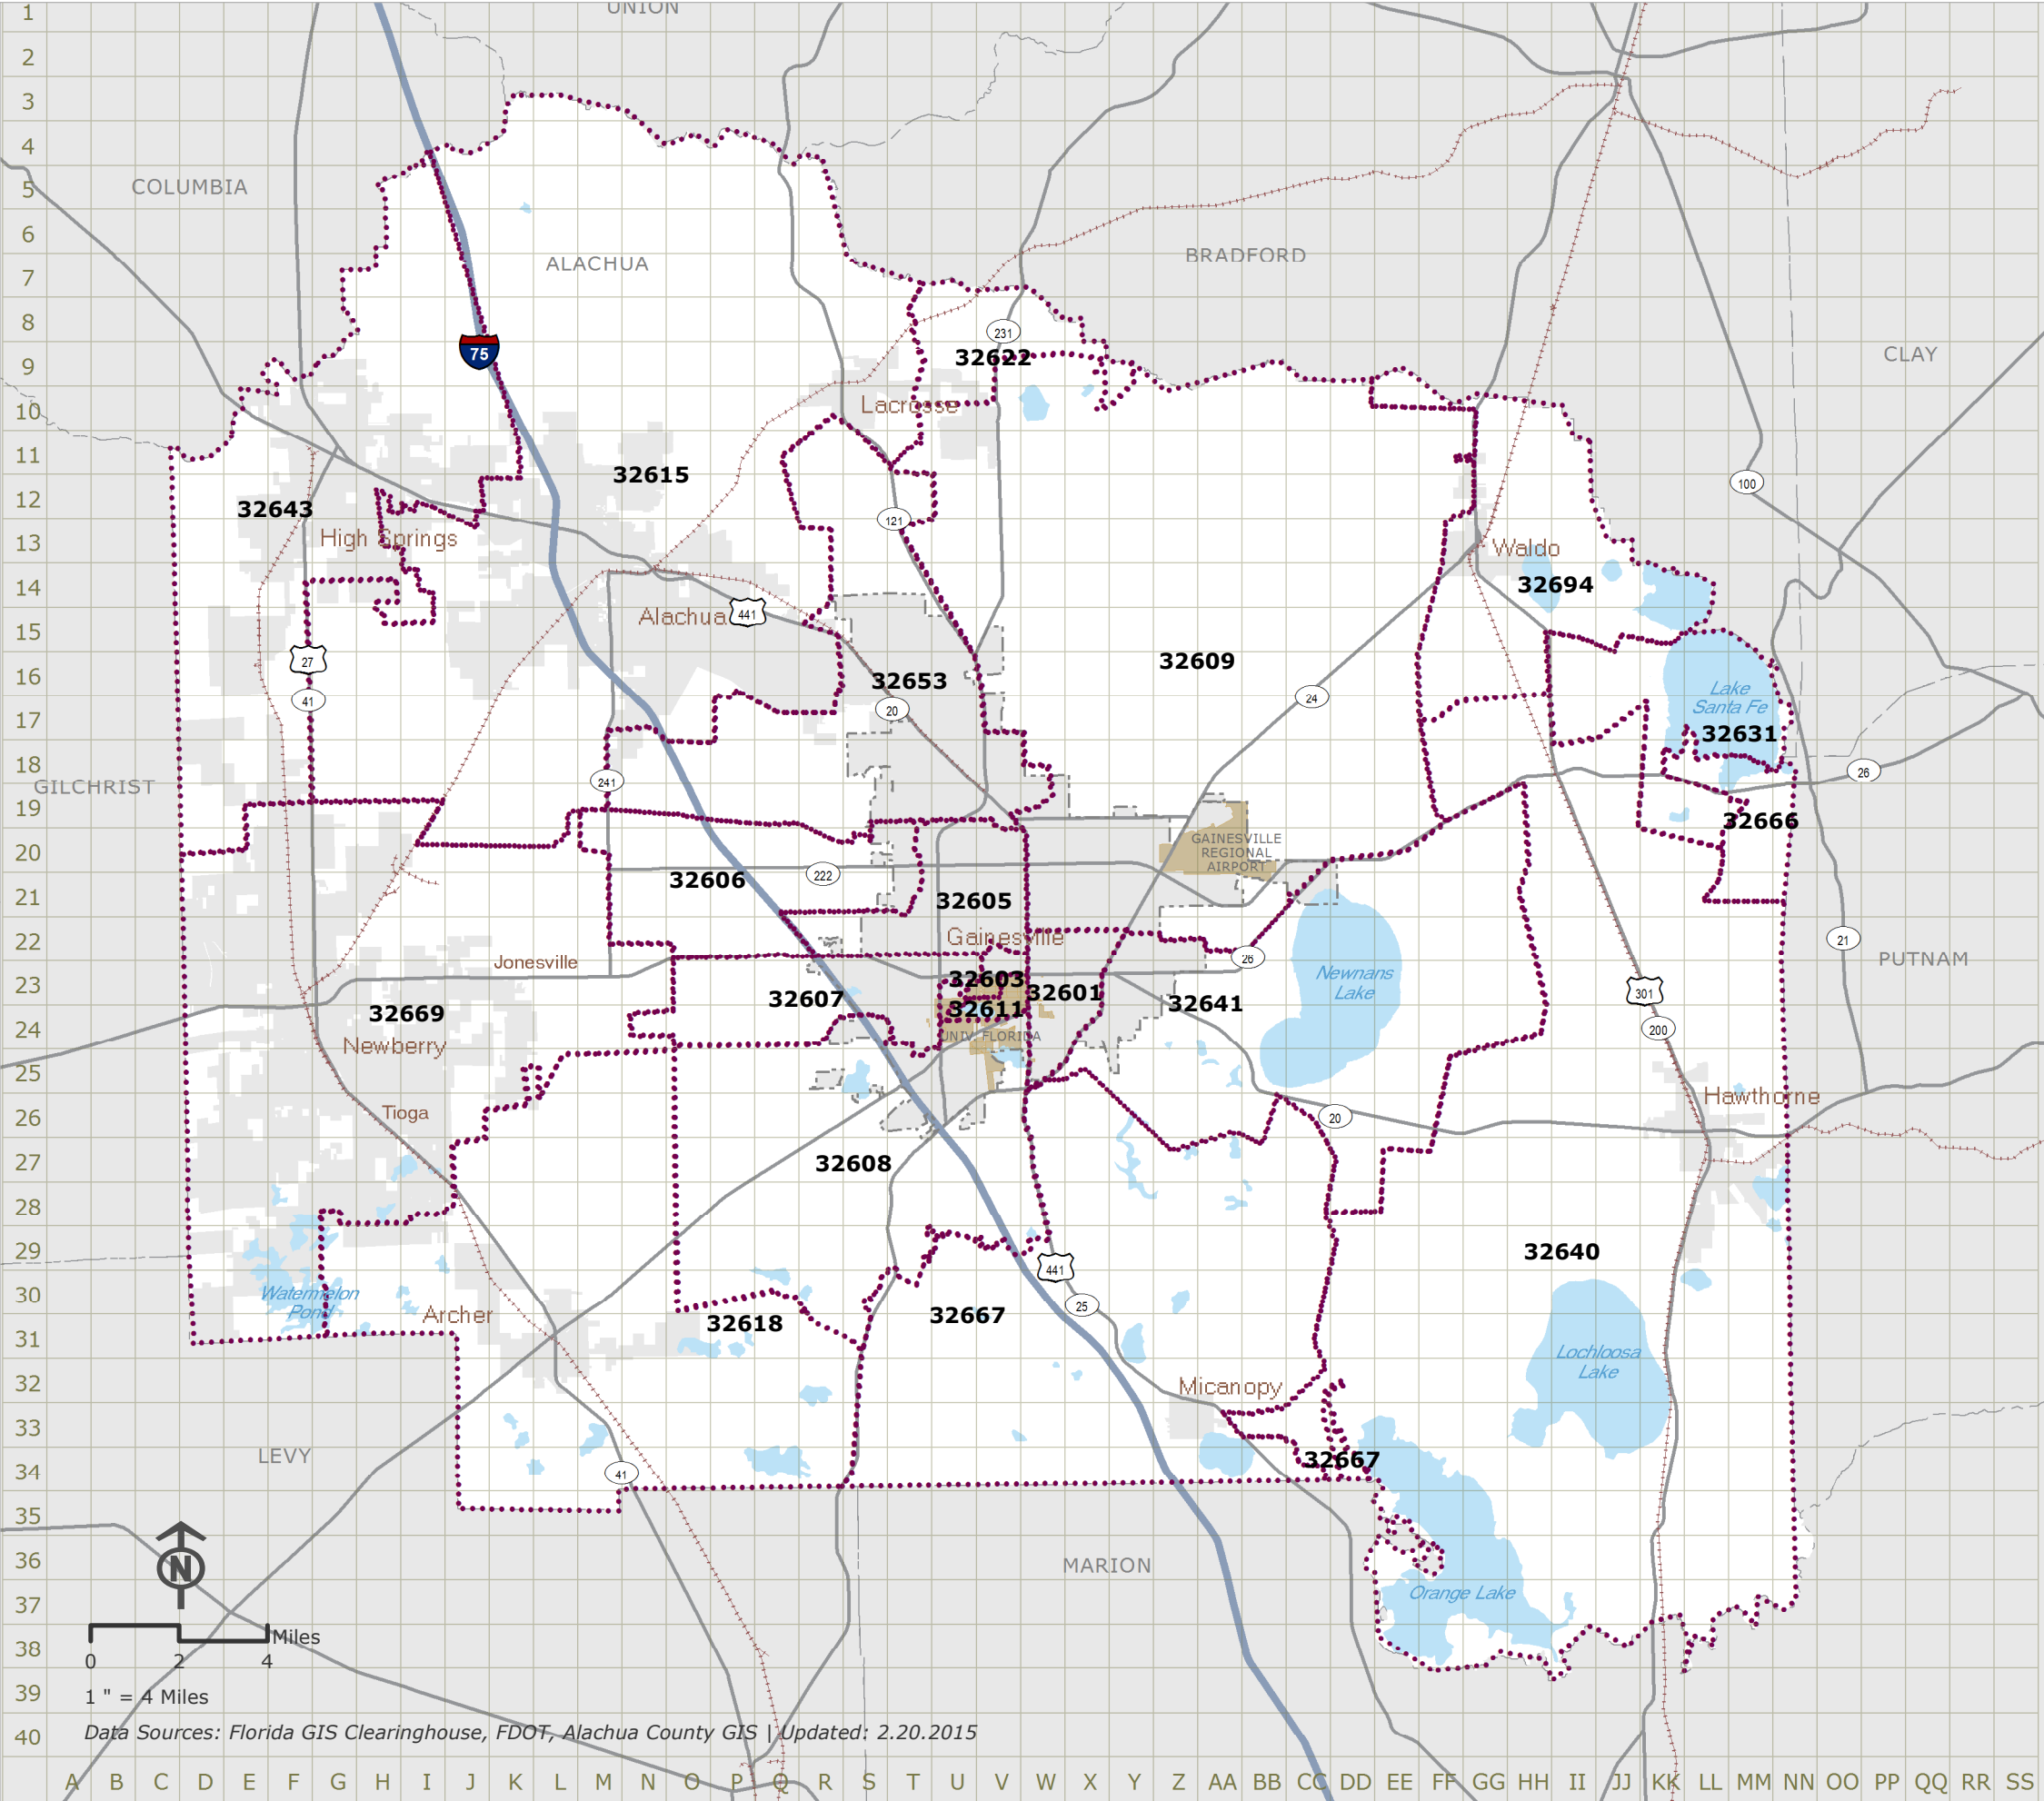 1
UNION
2
3
4
COLUMBIA
5
6
BRADFORD
ALACHUA
7
8
231
75
32622
CLAY
9
Lacrosse
10
11
32615
100
12
32643
121
High Springs
13
Waldo
14
32694
Alachua
441
15
27
32609
16
32653
Lake
Santa Fe
41
24
20
17
32631
18
26
241
GILCHRIST
19
32666
GAINESVILLE
REGIONAL
AIRPORT
20
222
32606
21
32605
Gainesville
22
21
26
Jonesville
PUTNAM
32603
Newnans
Lake
23
32607
32601
301
32641
32669
32611
24
200
UNIV. FLORIDA
Newberry
25
Hawthorne
Tioga
20
26
27
32608
28
29
32640
441
30
Watermelon
Pond
25
Archer
32667
32618
31
Lochloosa
Lake
32
Micanopy
33
LEVY
32667
34
41
35
36
N
MARION
37
Orange Lake
Miles
38
0 2 4
39
1 " = 4 Miles
40
Data Sources: Florida GIS Clearinghouse, FDOT, Alachua County GIS | Updated: 2.20.2015
A B C D E F G H I J K L M N O P Q R S T U V W X Y Z AA BB CC DD EE FF GG HH II JJ KK LL MM NN OO PP QQ RR SS